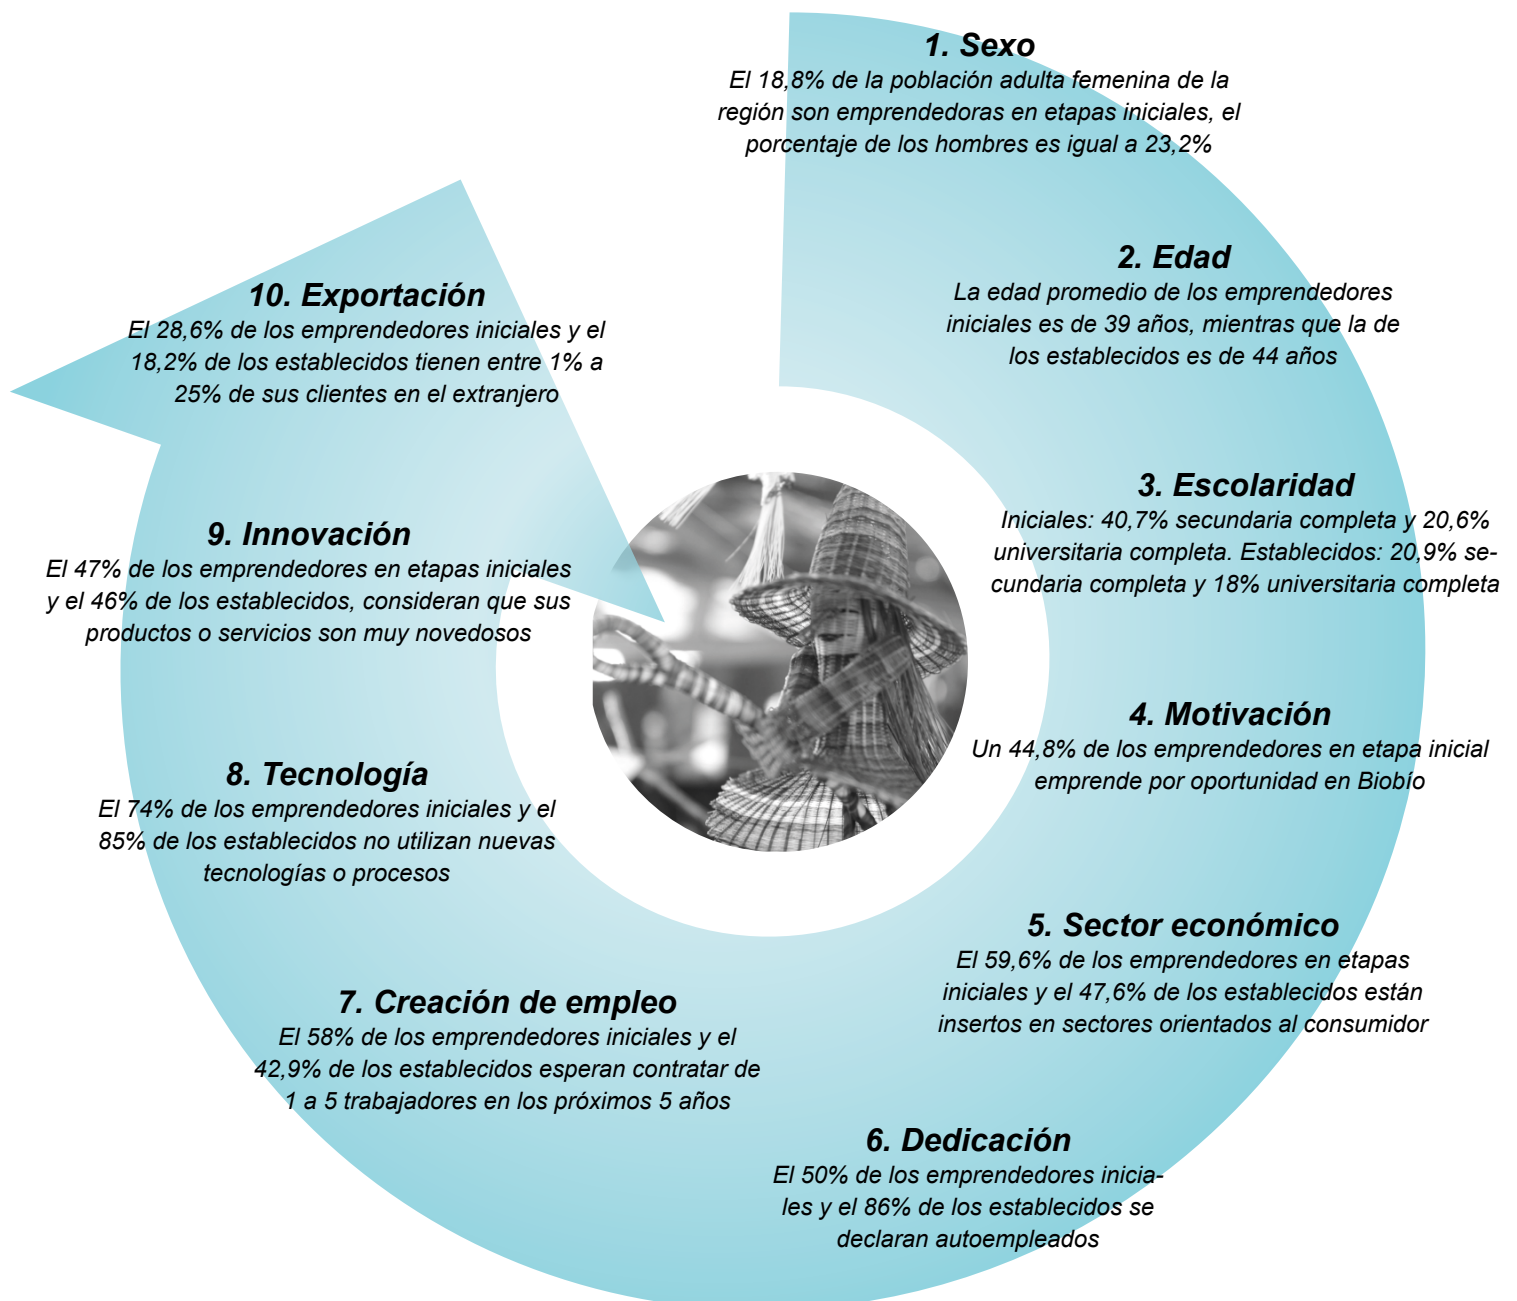 1. Sexo
El 18,8% de la población adulta femenina de la
región son emprendedoras en etapas iniciales, el
porcentaje de los hombres es igual a 23,2%
2. Edad
La edad promedio de los emprendedores
iniciales es de 39 años, mientras que la de
los establecidos es de 44 años
3. Escolaridad
Iniciales: 40,7% secundaria completa y 20,6%
universitaria completa. Establecidos: 20,9% se-
cundaria completa y 18% universitaria completa
4. Motivación
Un 44,8% de los emprendedores en etapa inicial
emprende por oportunidad en Biobío
5. Sector económico
El 59,6% de los emprendedores en etapas
iniciales y el 47,6% de los establecidos están
insertos en sectores orientados al consumidor
6. Dedicación
El 50% de los emprendedores inicia-
les y el 86% de los establecidos se
declaran autoempleados
7. Creación de empleo
El 58% de los emprendedores iniciales y el
42,9% de los establecidos esperan contratar de
1 a 5 trabajadores en los próximos 5 años
8. Tecnología
El 74% de los emprendedores iniciales y el
85% de los establecidos no utilizan nuevas
tecnologías o procesos
9. Innovación
El 47% de los emprendedores en etapas iniciales
y el 46% de los establecidos, consideran que sus
productos o servicios son muy novedosos
10. Exportación
El 28,6% de los emprendedores iniciales y el
18,2% de los establecidos tienen entre 1% a
25% de sus clientes en el extranjero